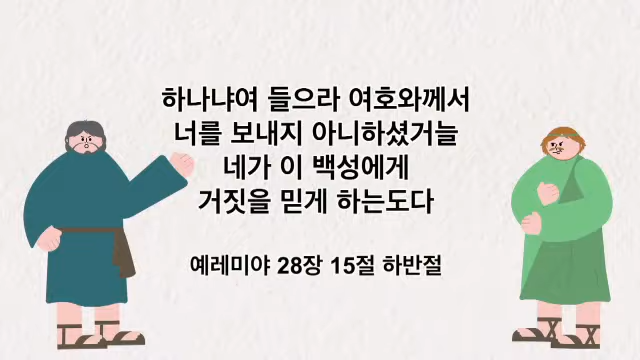 하나냐여 들으라 여호와께서
너를 보내지 아니하셨거늘
네가 이 백성에게
거짓을 믿게 하는도다
예레미야 28장 15절 하반절